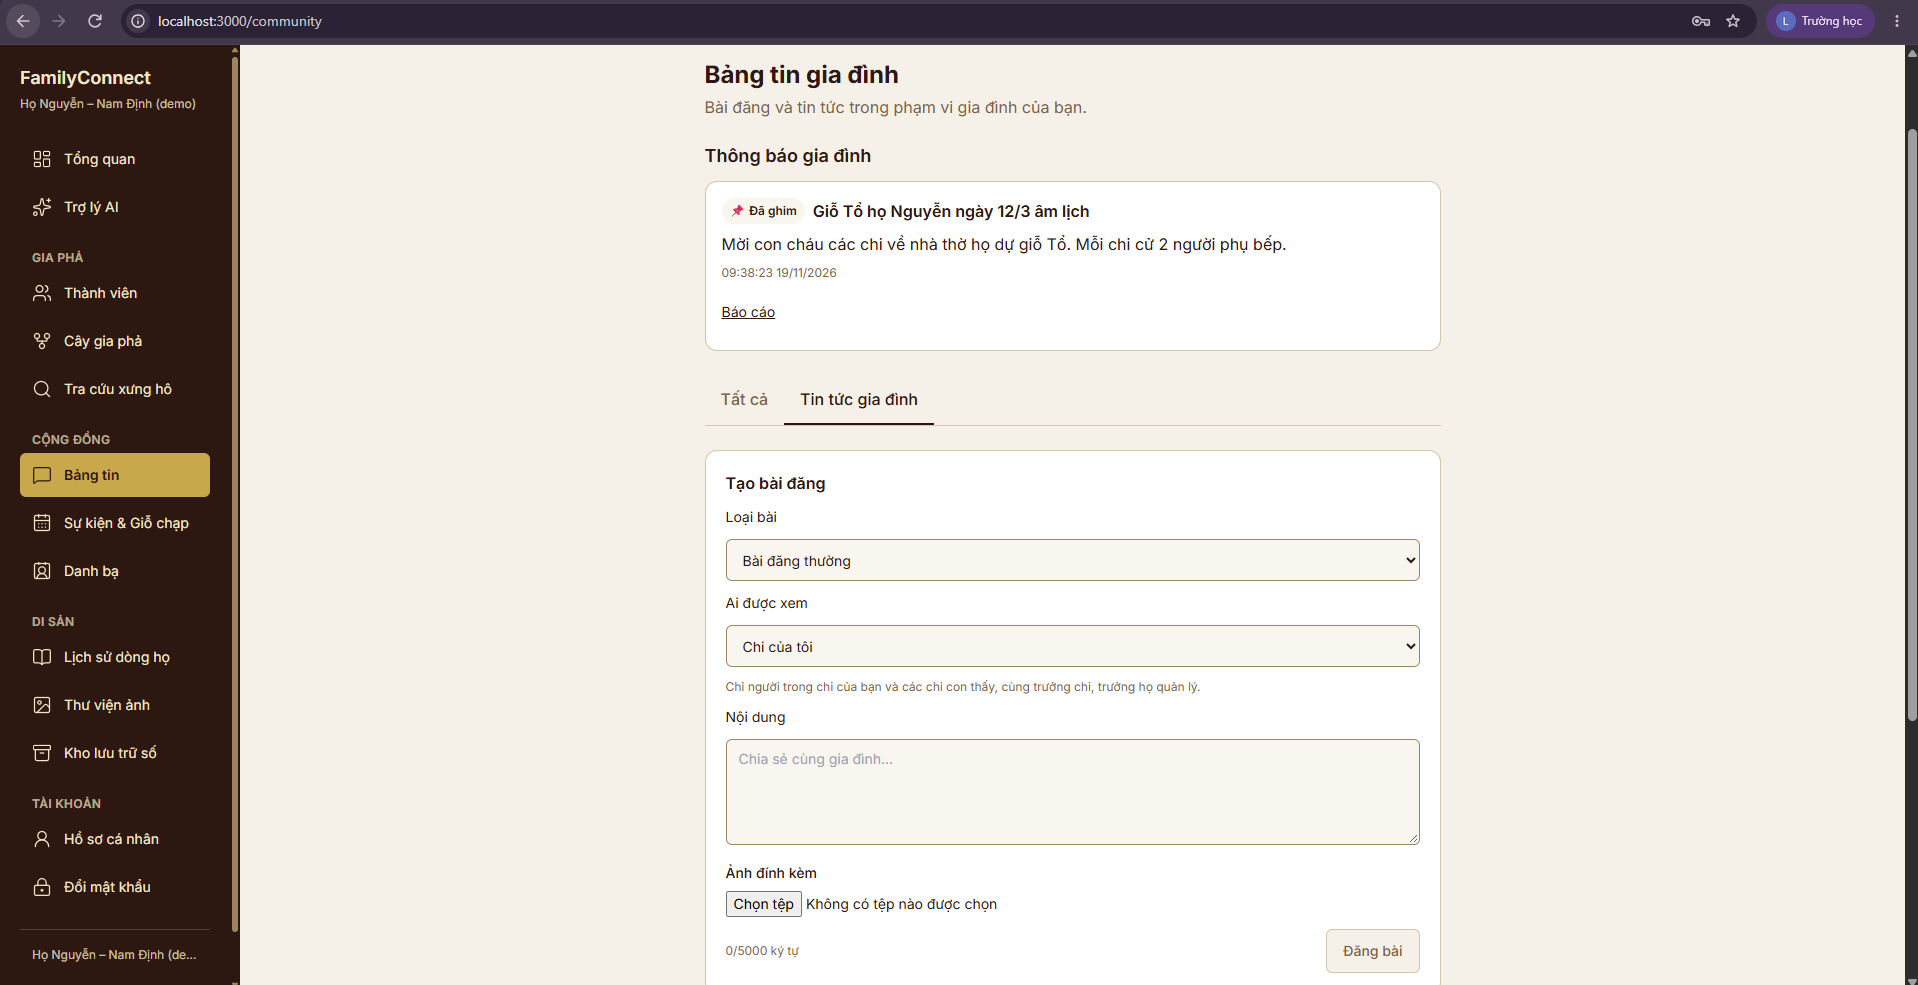 localhost:3000/community
L
Trường học
FamilyConnect
Họ Nguyễn – Nam Định (demo)
Tổng quan
Trợ lý AI
GIA PHẢ
Thành viên
Cây gia phả
Tra cứu xưng hô
CỘNG ĐỒNG
Bảng tin
Sự kiện & Giỗ chạp
Danh bạ
DI SẢN
Lịch sử dòng họ
Thư viện ảnh
Kho lưu trữ số
TÀI KHOẢN
Hồ sơ cá nhân
Đổi mật khẩu
Họ Nguyễn – Nam Định (de...
Bảng tin gia đình
Bài đăng và tin tức trong phạm vi gia đình của bạn.
Thông báo gia đình
Đã ghim Giỗ Tổ họ Nguyễn ngày 12/3 âm lịch
Mời con cháu các chi về nhà thờ họ dự giỗ Tổ. Mỗi chi cử 2 người phụ bếp.
09:38:23 19/11/2026
Báo cáo
Tất cả
Tin tức gia đình
Tạo bài đăng
Loại bài
Bài đăng thường
Ai được xem
Chi của tôi
Chỉ người trong chi của bạn và các chi con thấy, cùng trưởng chi, trưởng họ quản lý.
Nội dung
Chia sẻ cùng gia đình...
Ảnh đính kèm
Chọn tệp Không có tệp nào được chọn
0/5000 ký tự
Đăng bài